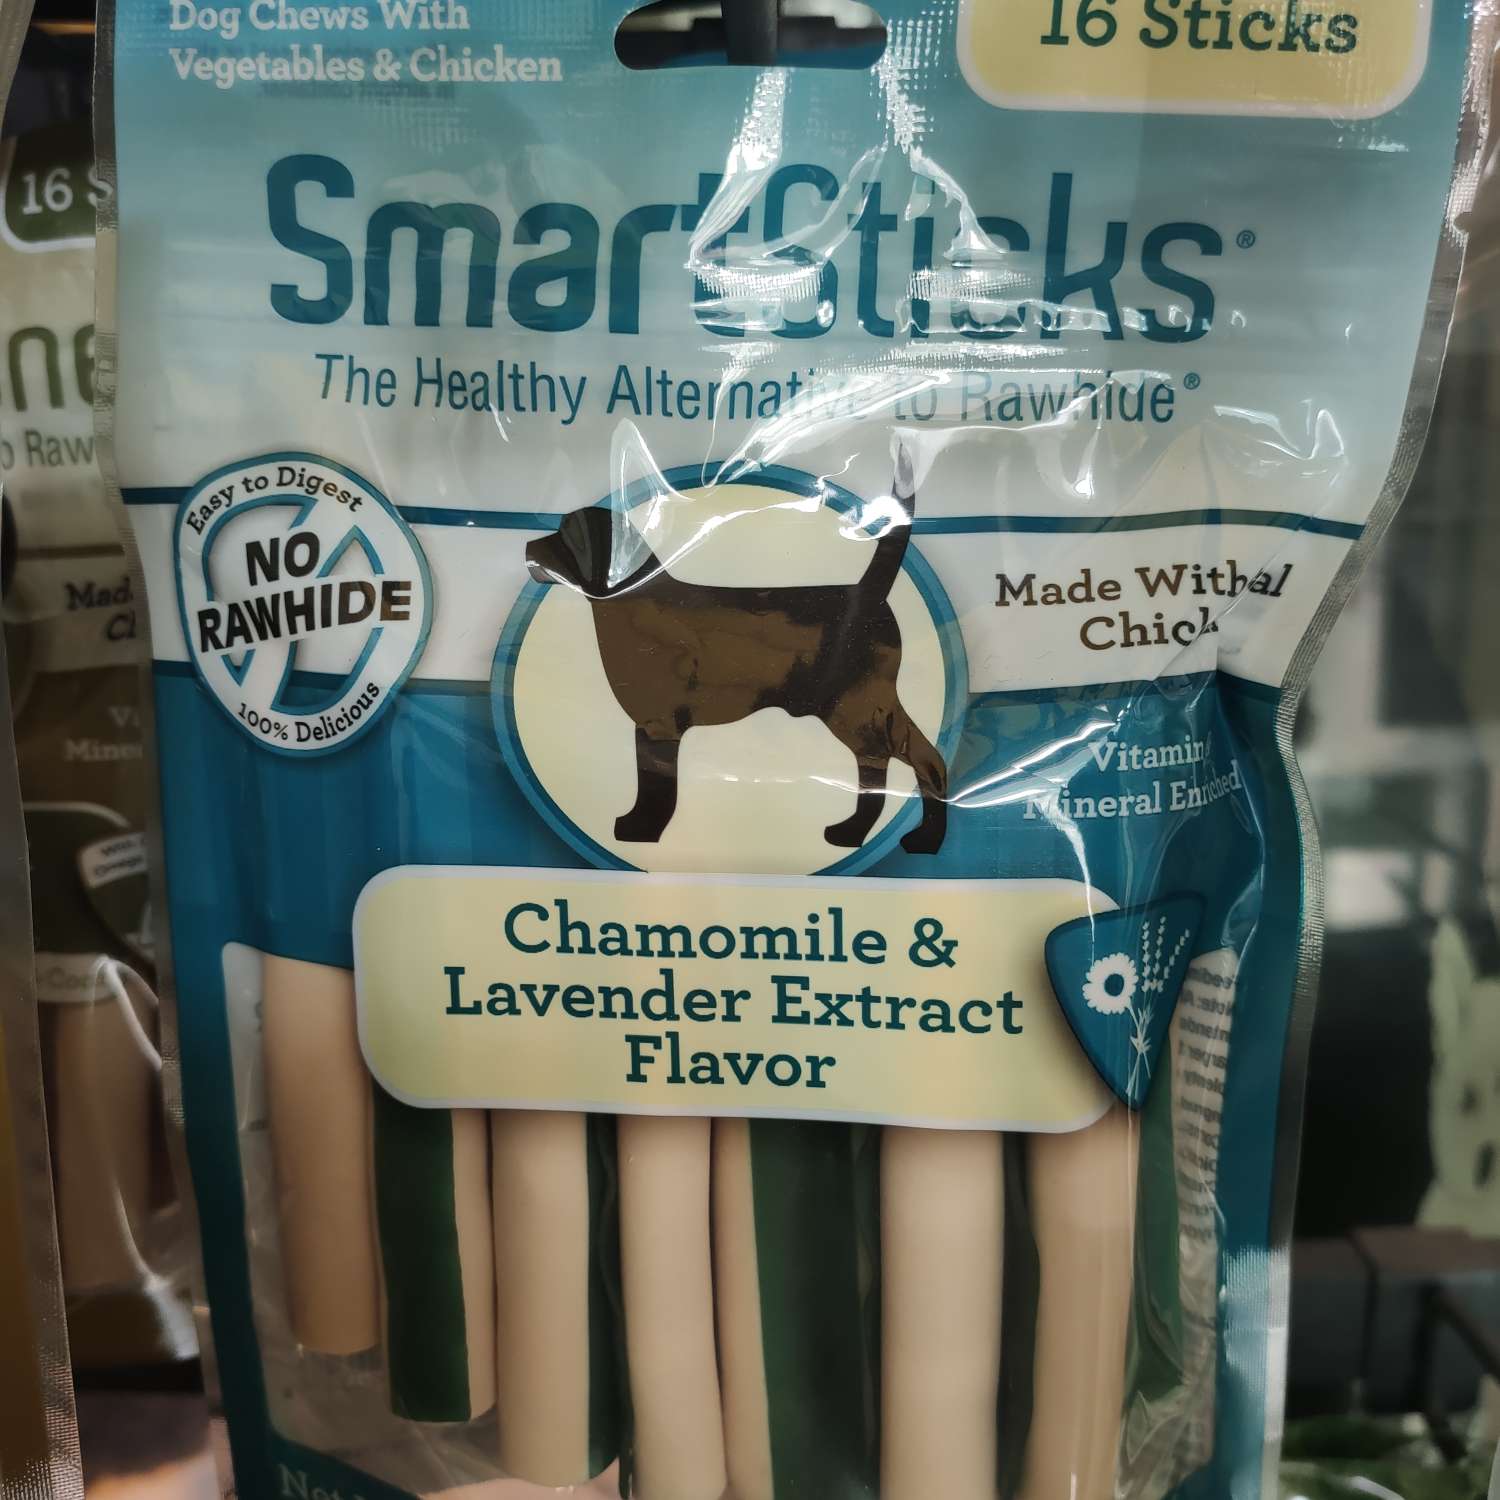 Dog Chews With
Vegetables & Chicken
16 Sticks
16 S
SmartSticks®
The Healthy Alternative to Rawhide®
Easy to Digest
NO
RAWHIDE
100% Delicious
Made With
Vitamin
Mineral Enriched
Chamomile &
Lavender Extract
Flavor